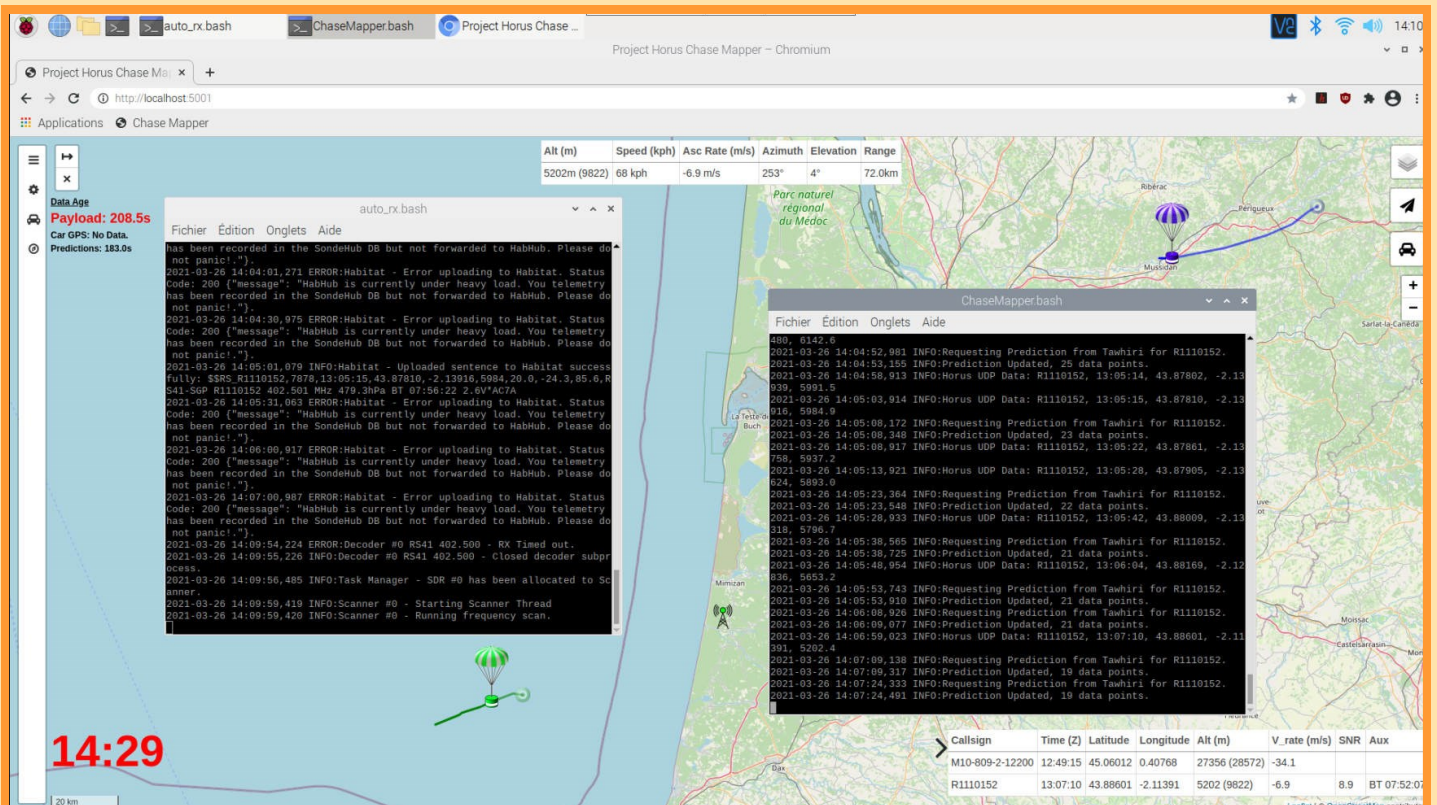 auto_rx.bash
ChaseMapper.bash
Project Horus Chase ...
14:10
Project Horus Chase Mapper – Chromium
Project Horus Chase Ma
http://localhost:5001
Applications
Chase Mapper
Alt (m) Speed (kph) Asc Rate (m/s) Azimuth Elevation Range
5202m (9822) 68 kph -6.9 m/s 253° 4° 72.0km
Data Age
Payload: 208.5s
Car GPS: No Data.
Predictions: 183.0s
auto_rx.bash
Fichier Édition Onglets Aide
has been recorded in the SondeHub DB but not forwarded to HabHub. Please do
not panic!."}.
2021-03-26 14:04:01,271 ERROR:Habitat - Error uploading to Habitat. Status
Code: 200 {"message": "HabHub is currently under heavy load. You telemetry
has been recorded in the SondeHub DB but not forwarded to HabHub. Please do
not panic!."}.
2021-03-26 14:04:30,975 ERROR:Habitat - Error uploading to Habitat. Status
Code: 200 {"message": "HabHub is currently under heavy load. You telemetry
has been recorded in the SondeHub DB but not forwarded to HabHub. Please do
not panic!."}.
2021-03-26 14:05:01,079 INFO:Habitat - Uploaded sentence to Habitat success
fully: $$RS_R1110152,7878,13:05:15,43.87810,-2.13916,5984,20.0,-24.3,85.6,R
S41-SGP R1110152 402.501 MHz 479.3hPa BT 07:56:22 2.6V*AC7A
2021-03-26 14:05:31,063 ERROR:Habitat - Error uploading to Habitat. Status
Code: 200 {"message": "HabHub is currently under heavy load. You telemetry
has been recorded in the SondeHub DB but not forwarded to HabHub. Please do
not panic!."}.
2021-03-26 14:06:00,917 ERROR:Habitat - Error uploading to Habitat. Status
Code: 200 {"message": "HabHub is currently under heavy load. You telemetry
has been recorded in the SondeHub DB but not forwarded to HabHub. Please do
not panic!."}.
2021-03-26 14:07:00,987 ERROR:Habitat - Error uploading to Habitat. Status
Code: 200 {"message": "HabHub is currently under heavy load. You telemetry
has been recorded in the SondeHub DB but not forwarded to HabHub. Please do
not panic!."}.
2021-03-26 14:09:54,224 ERROR:Decoder #0 RS41 402.500 - RX Timed out.
2021-03-26 14:09:55,226 INFO:Decoder #0 RS41 402.500 - Closed decoder subpr
ocess.
2021-03-26 14:09:56,485 INFO:Task Manager - SDR #0 has been allocated to Sc
anner.
2021-03-26 14:09:59,419 INFO:Scanner #0 - Starting Scanner Thread
2021-03-26 14:09:59,420 INFO:Scanner #0 - Running frequency scan.
Parc naturel
régional
du Médoc
Ribérac
Périgueux
Mussidan
Sarlat-la-Canéda
La Teste-de
Buch
Mimizan
Moissac
Castelsarrasin
Dax
ChaseMapper.bash
Fichier Édition Onglets Aide
480, 6142.6
2021-03-26 14:04:52,981 INFO:Requesting Prediction from Tawhiri for R1110152.
2021-03-26 14:04:53,155 INFO:Prediction Updated, 25 data points.
2021-03-26 14:04:58,913 INFO:Horus UDP Data: R1110152, 13:05:14, 43.87802, -2.13
939, 5991.5
2021-03-26 14:05:03,914 INFO:Horus UDP Data: R1110152, 13:05:15, 43.87810, -2.13
916, 5984.9
2021-03-26 14:05:08,172 INFO:Requesting Prediction from Tawhiri for R1110152.
2021-03-26 14:05:08,348 INFO:Prediction Updated, 23 data points.
2021-03-26 14:05:08,917 INFO:Horus UDP Data: R1110152, 13:05:22, 43.87861, -2.13
758, 5937.2
2021-03-26 14:05:13,921 INFO:Horus UDP Data: R1110152, 13:05:28, 43.87905, -2.13
624, 5893.0
2021-03-26 14:05:23,364 INFO:Requesting Prediction from Tawhiri for R1110152.
2021-03-26 14:05:23,548 INFO:Prediction Updated, 22 data points.
2021-03-26 14:05:28,933 INFO:Horus UDP Data: R1110152, 13:05:42, 43.88009, -2.13
318, 5796.7
2021-03-26 14:05:38,565 INFO:Requesting Prediction from Tawhiri for R1110152.
2021-03-26 14:05:38,725 INFO:Prediction Updated, 21 data points.
2021-03-26 14:05:48,954 INFO:Horus UDP Data: R1110152, 13:06:04, 43.88169, -2.12
836, 5653.2
2021-03-26 14:05:53,743 INFO:Requesting Prediction from Tawhiri for R1110152.
2021-03-26 14:05:53,910 INFO:Prediction Updated, 21 data points.
2021-03-26 14:06:08,926 INFO:Requesting Prediction from Tawhiri for R1110152.
2021-03-26 14:06:09,077 INFO:Prediction Updated, 21 data points.
2021-03-26 14:06:59,023 INFO:Horus UDP Data: R1110152, 13:07:10, 43.88601, -2.11
391, 5202.4
2021-03-26 14:07:09,138 INFO:Requesting Prediction from Tawhiri for R1110152.
2021-03-26 14:07:09,317 INFO:Prediction Updated, 19 data points.
2021-03-26 14:07:24,333 INFO:Requesting Prediction from Tawhiri for R1110152.
2021-03-26 14:07:24,491 INFO:Prediction Updated, 19 data points.
14:29
20 km
Callsign Time (Z) Latitude Longitude Alt (m) V_rate (m/s) SNR Aux
M10-809-2-12200 12:49:15 45.06012 0.40768 27356 (28572) -34.1
R1110152 13:07:10 43.88601 -2.11391 5202 (9822) -6.9 8.9 BT 07:52:07